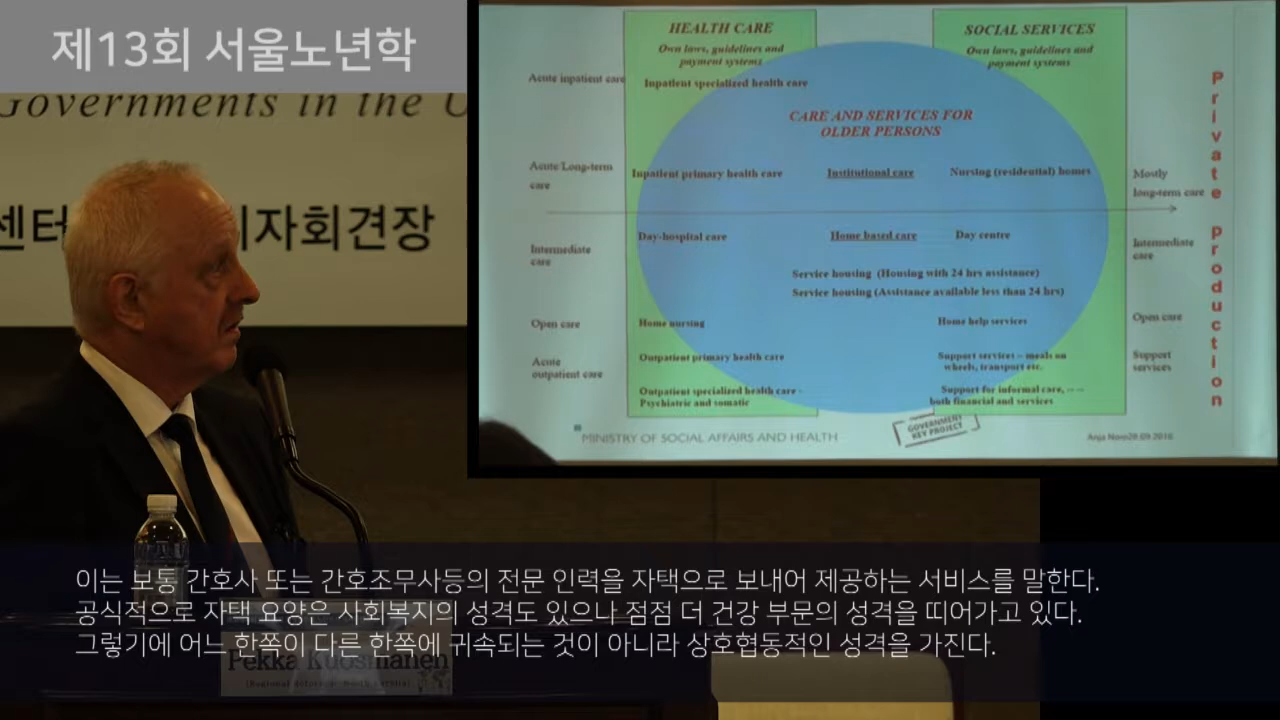 제13회 서울노년학
Governments in the U
센터
기자회견장
HEALTH CARE
Own laws, guidelines and
payment systems
SOCIAL SERVICES
Own laws, guidelines and
payment systems
Acute inpatient care
Inpatient specialized health care
CARE AND SERVICES FOR
OLDER PERSONS
Acute/Long-term
care
Inpatient primary health care
Institutional care
Nursing (residential) homes
Mostly
long-term care
Intermediate
care
Day-hospital care
Home based care
Day centre
Intermediate
care
Service housing (Housing with 24 hrs assistance)
Service housing (Assistance available less than 24 hrs)
Open care
Home nursing
Home help services
Open care
Acute
outpatient care
Outpatient primary health care
Support services – meals on
wheels, transport etc.
Support
services
Outpatient specialized health care -
Psychiatric and somatic
Support for informal care, -- --
both financial and services
Private production
MINISTRY OF SOCIAL AFFAIRS AND HEALTH
GOVERNMENT
KEY PROJECT
Anja Noro28.09.2016
이는 보통 간호사 또는 간호조무사등의 전문 인력을 자택으로 보내어 제공하는 서비스를 말한다.
공식적으로 자택 요양은 사회복지의 성격도 있으나 점점 더 건강 부문의 성격을 띠어가고 있다.
그렇기에 어느 한쪽이 다른 한쪽에 귀속되는 것이 아니라 상호협동적인 성격을 가진다.
Pekka Kuosmanen